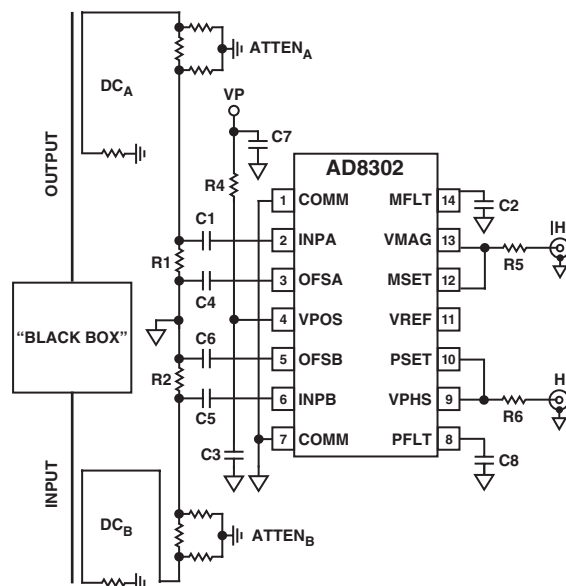 ATTENA
DCA
VP
C7
OUTPUT
R4
AD8302
1 COMM MFLT 14
C2
C1
2 INPA VMAG 13
|H
R1
R5
3 OFSA MSET 12
C4
"BLACK BOX"
4 VPOS VREF 11
C6
5 OFSB PSET 10
R2
H
6 INPB VPHS 9
C5
R6
7 COMM PFLT 8
C3
C8
INPUT
DCB
ATTENB